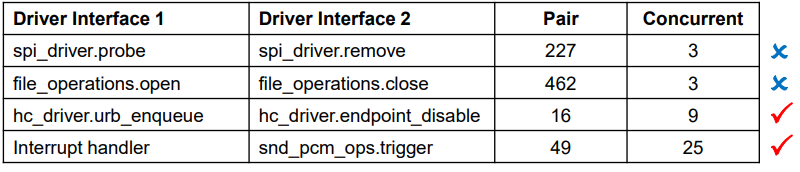 Driver Interface 1 Driver Interface 2 Pair Concurrent
spi_driver.probe spi_driver.remove 227 3
file_operations.open file_operations.close 462 3
hc_driver.urb_enqueue hc_driver.endpoint_disable 16 9
Interrupt handler snd_pcm_ops.trigger 49 25